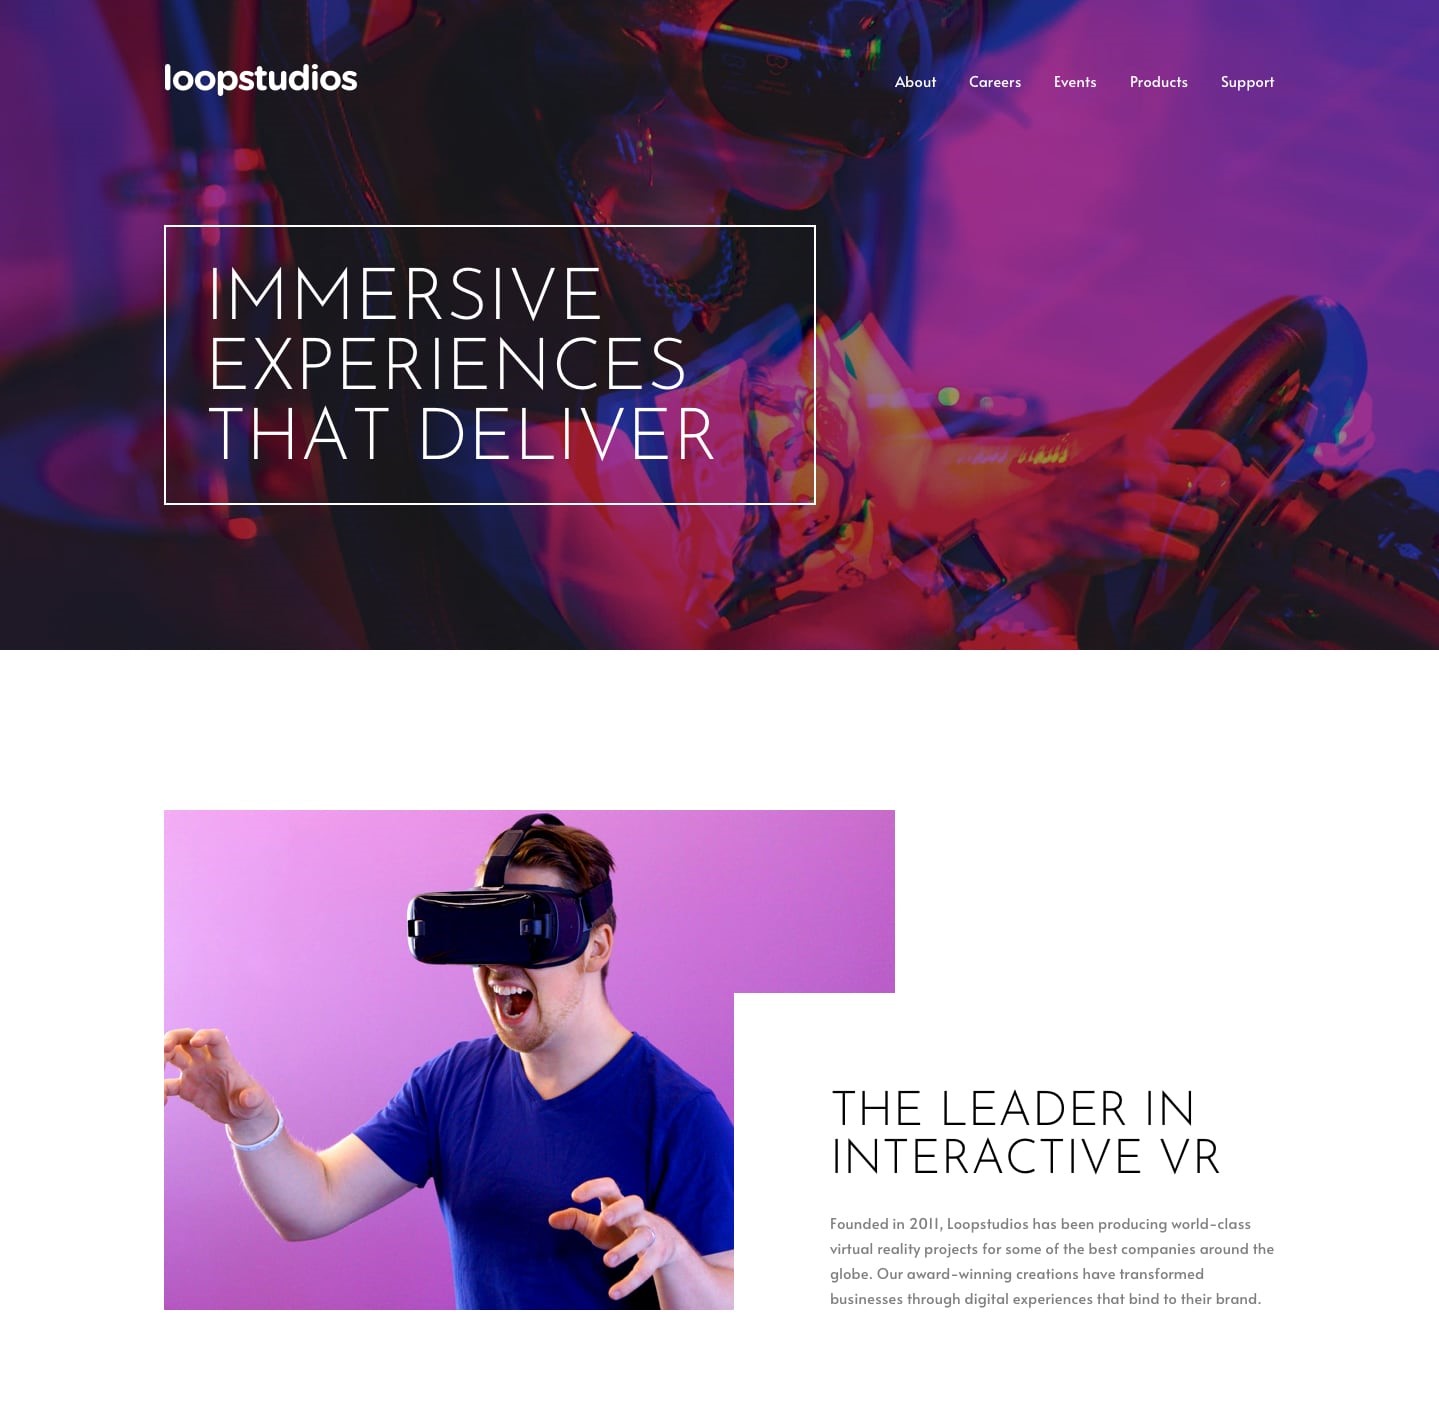 loopstudios
About Careers Events Products Support
IMMERSIVE
EXPERIENCES
THAT DELIVER
THE LEADER IN
INTERACTIVE VR
Founded in 2011, Loopstudios has been producing world-class
virtual reality projects for some of the best companies around the
globe. Our award-winning creations have transformed
businesses through digital experiences that bind to their brand.